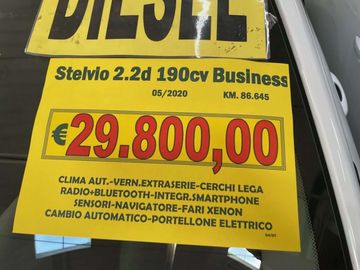 DIESEL
Stelvio 2.2d 190cv Business
05/2020 KM. 86.645
€ 29.800,00
CLIMA AUT.-VERN.EXTRASERIE-CERCHI LEGA
RADIO+BLUETOOTH-INTEGR.SMARTPHONE
SENSORI-NAVIGATORE-FARI XENON
CAMBIO AUTOMATICO-PORTELLONE ELETTRICO